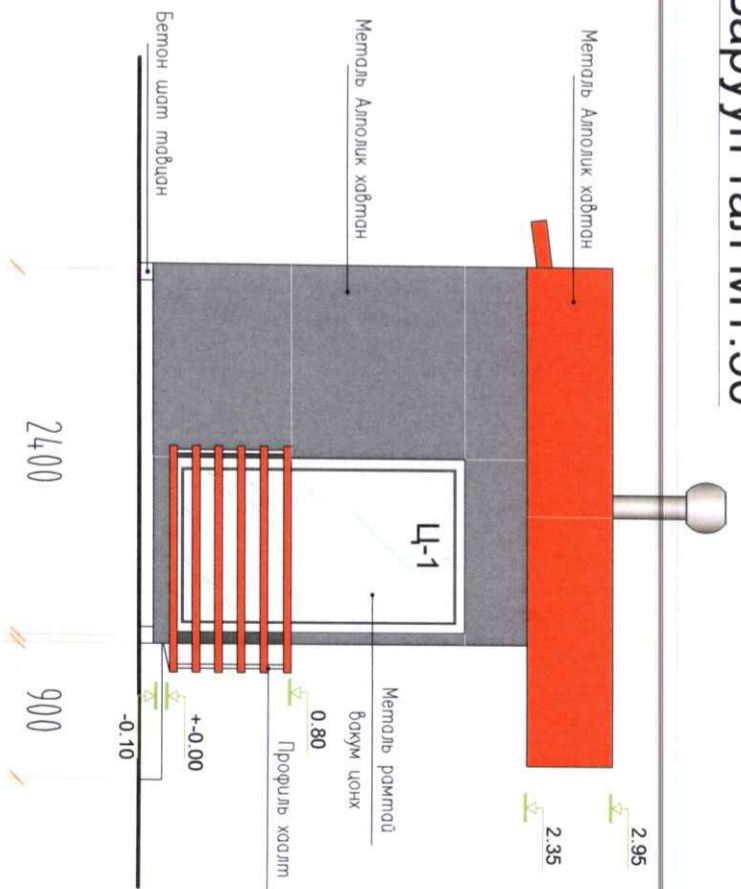 Металь Алполик хавтан
Металь Алполик хавтан
Бетон шат тавцан
Ц-1
Металь рамтай
вакум цонх
Профиль хаалт
2.95
2.35
0.80
+-0.00
-0.10
2400
900